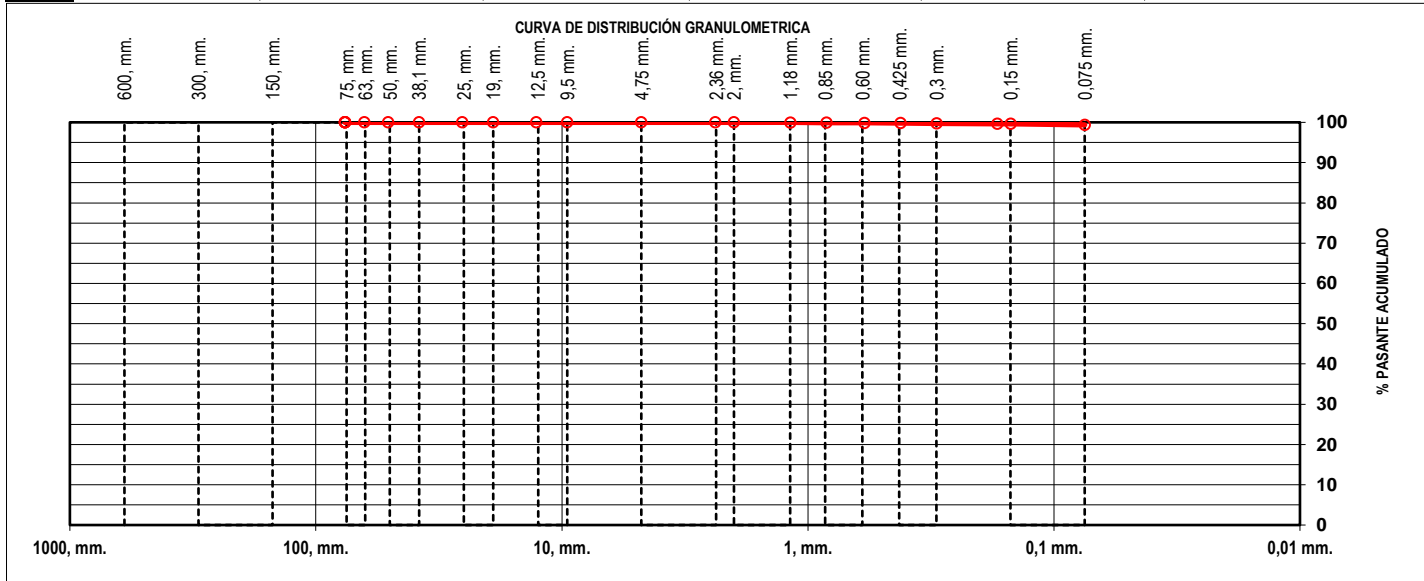 CURVA DE DISTRIBUCIÓN GRANULOMETRICA
600, mm.
300, mm.
150, mm.
75, mm.
63, mm.
50, mm.
38,1 mm.
25, mm.
19, mm.
12,5 mm.
9,5 mm.
4,75 mm.
2,36 mm.
2, mm.
1,18 mm.
0,85 mm.
0,60 mm.
0,425 mm.
0,3 mm.
0,15 mm.
0,075 mm.
100
90
80
70
60
50
40
30
20
10
0
% PASANTE ACUMULADO
1000, mm.
100, mm.
10, mm.
1, mm.
0,1 mm.
0,01 mm.